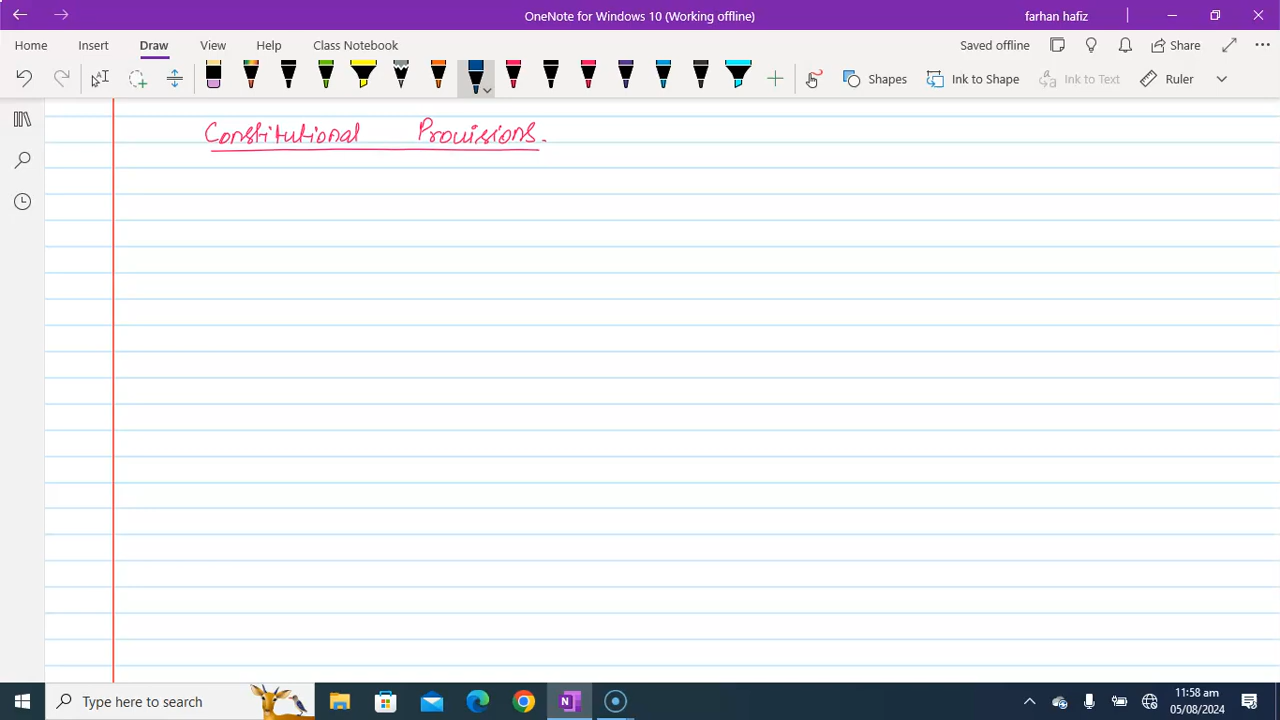 OneNote for Windows 10 (Working offline)
farhan hafiz
Home Insert Draw View Help Class Notebook
Saved offline
Share
Shapes
Ink to Shape
Ink to Text
Ruler
Constitutional Provisions.
Type here to search
11:58 am
05/08/2024